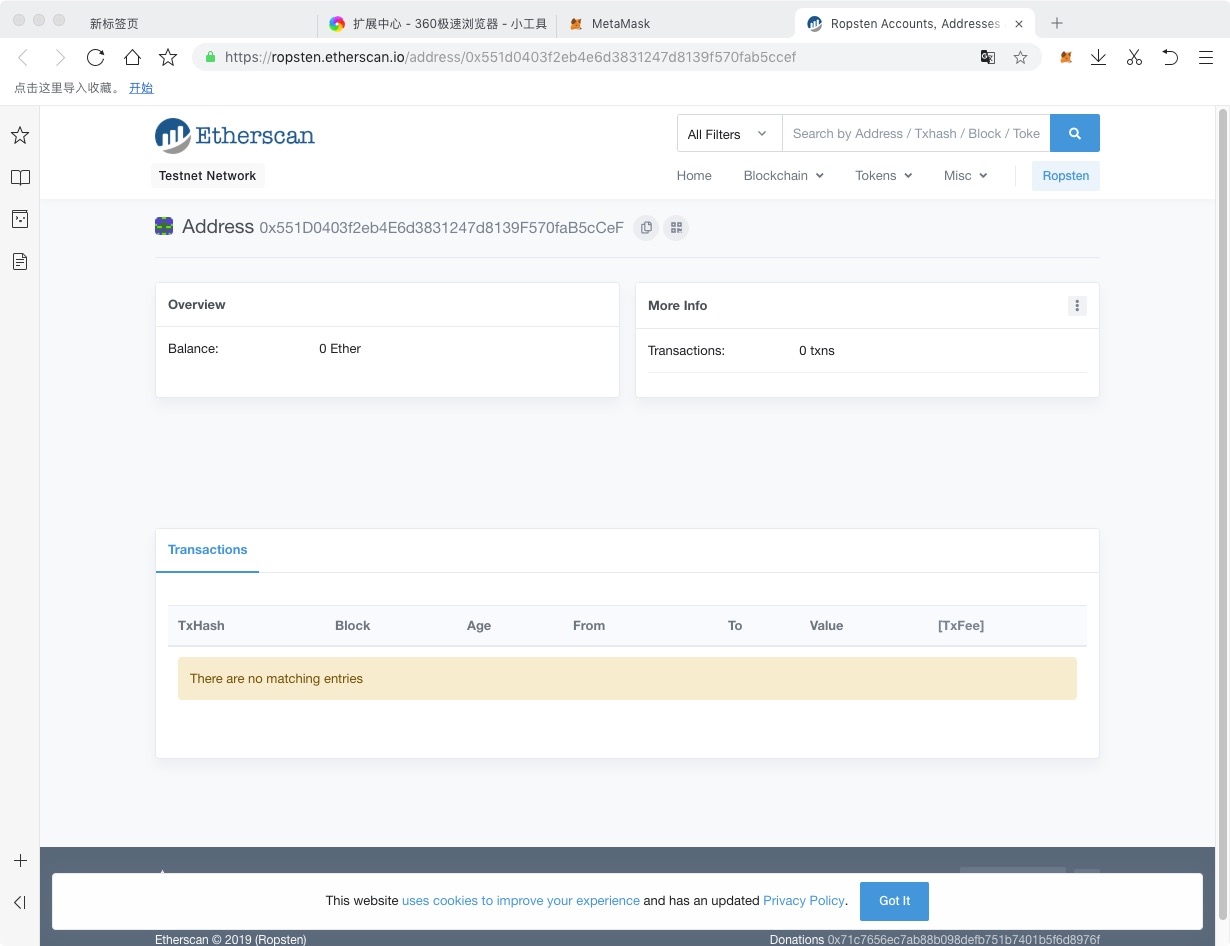 新标签页
扩展中心 - 360极速浏览器 - 小工具
MetaMask
Ropsten Accounts, Addresses
https://ropsten.etherscan.io/address/0x551d0403f2eb4e6d3831247d8139f570fab5ccef
点击这里导入收藏。 开始
Etherscan
All Filters
Search by Address / Txhash / Block / Toke
Testnet Network
Home Blockchain Tokens Misc Ropsten
Address 0x551D0403f2eb4E6d3831247d8139F570faB5cCeF
Overview
Balance: 0 Ether
More Info
Transactions: 0 txns
Transactions
TxHash Block Age From To Value [TxFee]
There are no matching entries
This website uses cookies to improve your experience and has an updated Privacy Policy. Got It
Etherscan © 2019 (Ropsten)
Donations 0x71c7656ec7ab88b098defb751b7401b5f6d8976f